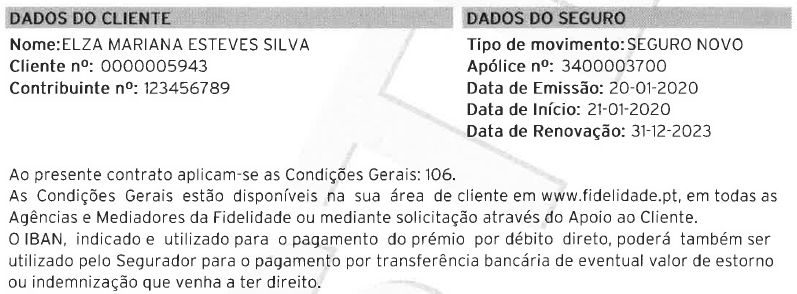 DADOS DO CLIENTE
Nome:ELZA MARIANA ESTEVES SILVA
Cliente nº: 0000005943
Contribuinte nº: 123456789
DADOS DO SEGURO
Tipo de movimento:SEGURO NOVO
Apólice nº: 3400003700
Data de Emissão: 20-01-2020
Data de Início: 21-01-2020
Data de Renovação: 31-12-2023
Ao presente contrato aplicam-se as Condições Gerais: 106.
As Condições Gerais estão disponíveis na sua área de cliente em www.fidelidade.pt, em todas as
Agências e Mediadores da Fidelidade ou mediante solicitação através do Apoio ao Cliente.
O IBAN, indicado e utilizado para o pagamento do prémio por débito direto, poderá também ser
utilizado pelo Segurador para o pagamento por transferência bancária de eventual valor de estorno
ou indemnização que venha a ter direito.